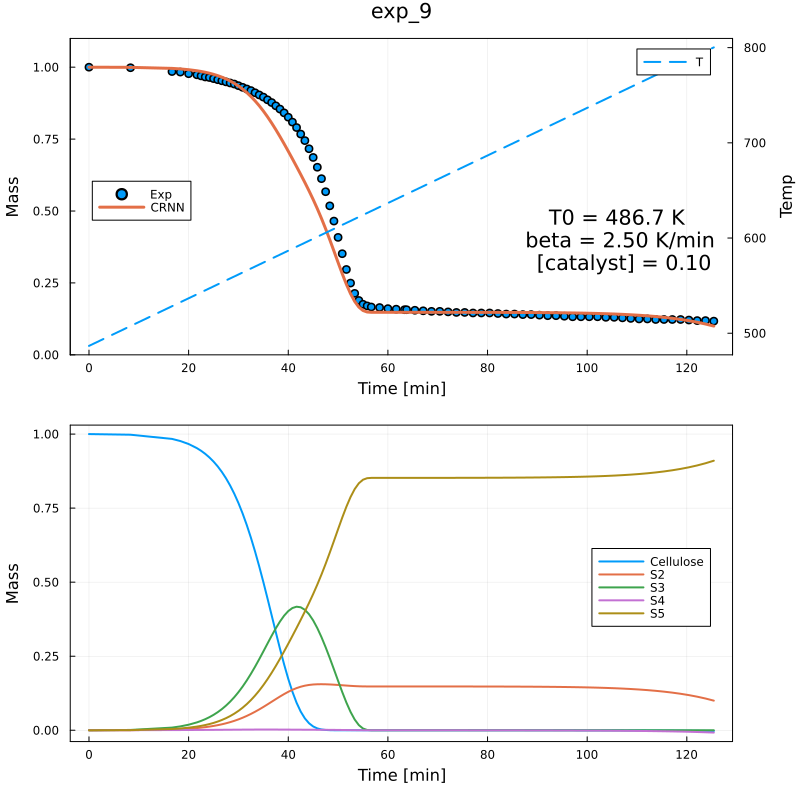 exp_9
1.00
0.75
0.50
0.25
0.00
Mass
0
20
40
60
80
100
120
Time [min]
800
700
600
500
Temp
T
Exp
CRNN
T0 = 486.7 K
beta = 2.50 K/min
[catalyst] = 0.10
1.00
0.75
0.50
0.25
0.00
Mass
0
20
40
60
80
100
120
Time [min]
Cellulose
S2
S3
S4
S5